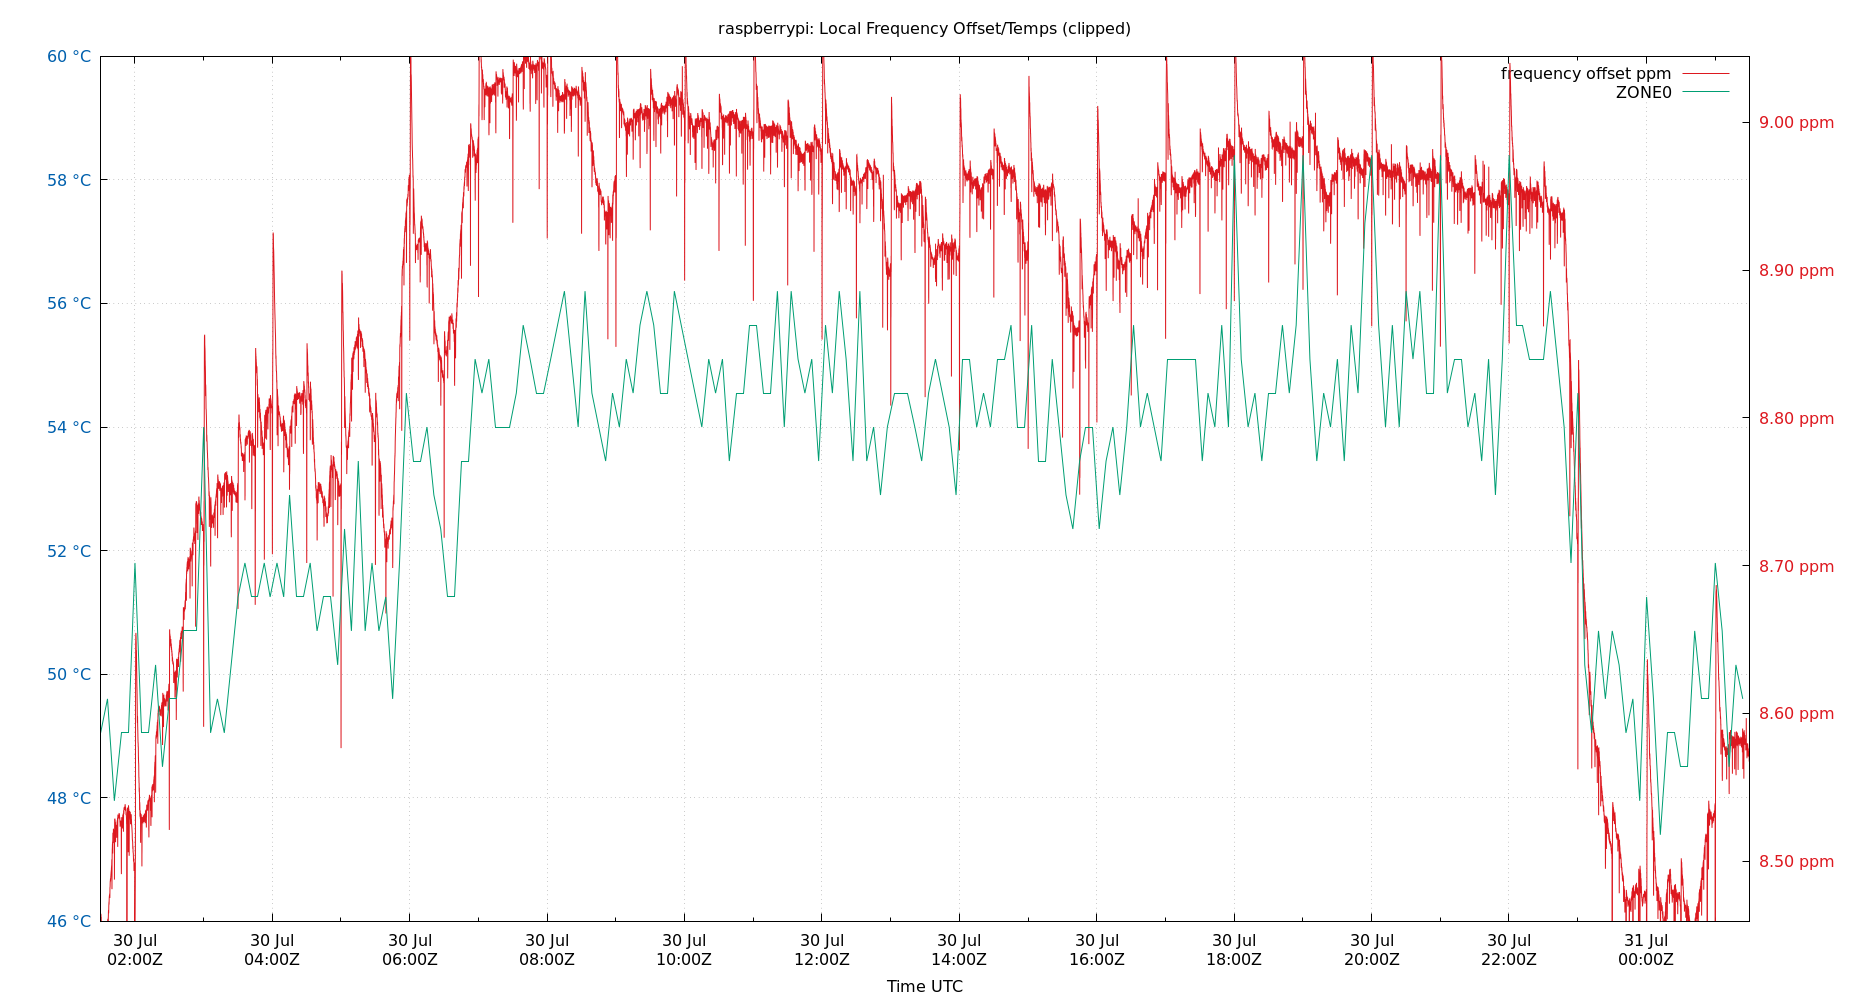 raspberrypi: Local Frequency Offset/Temps (clipped)
60 °C
58 °C
56 °C
54 °C
52 °C
50 °C
48 °C
46 °C
frequency offset ppm
ZONE0
9.00 ppm
8.90 ppm
8.80 ppm
8.70 ppm
8.60 ppm
8.50 ppm
30 Jul
02:00Z
30 Jul
04:00Z
30 Jul
06:00Z
30 Jul
08:00Z
30 Jul
10:00Z
30 Jul
12:00Z
30 Jul
14:00Z
30 Jul
16:00Z
30 Jul
18:00Z
30 Jul
20:00Z
30 Jul
22:00Z
31 Jul
00:00Z
Time UTC